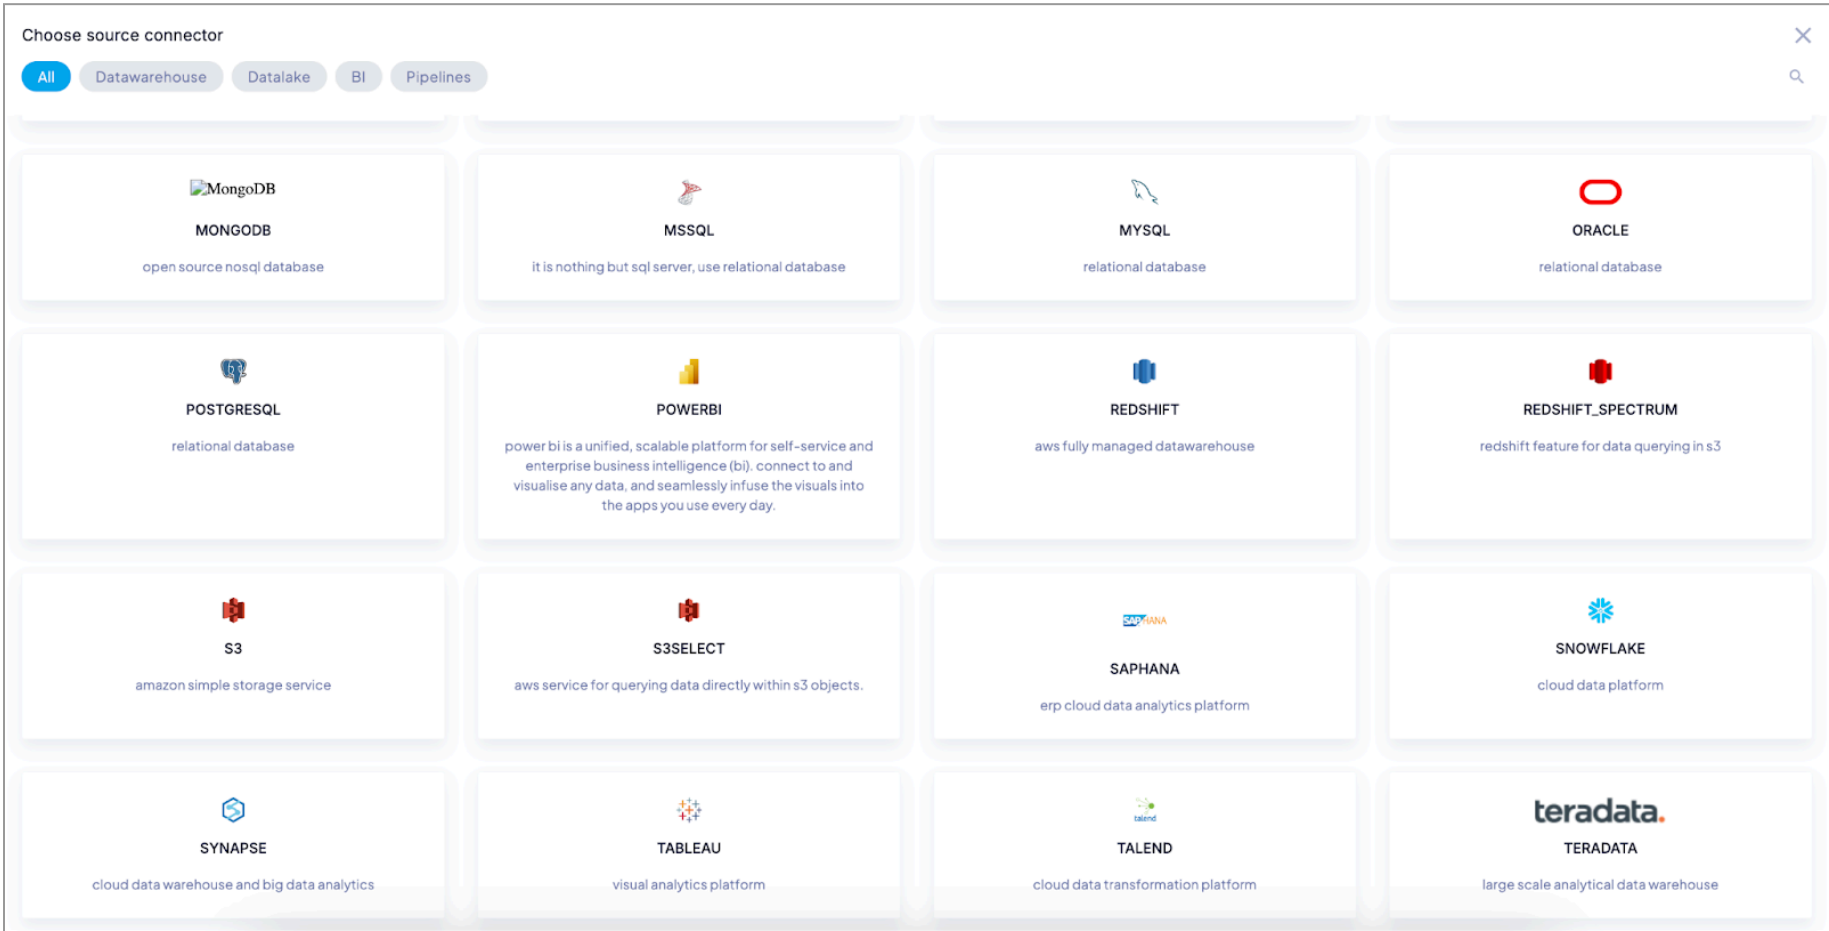 Choose source connector
All Datawarehouse Datalake BI Pipelines
MongoDB
MONGODB
open source nosql database
MSSQL
it is nothing but sql server, use relational database
MYSQL
relational database
ORACLE
relational database
POSTGRESQL
relational database
POWERBI
power bi is a unified, scalable platform for self-service and
enterprise business intelligence (bi). connect to and
visualise any data, and seamlessly infuse the visuals into
the apps you use every day.
REDSHIFT
aws fully managed datawarehouse
REDSHIFT_SPECTRUM
redshift feature for data querying in s3
S3
amazon simple storage service
S3SELECT
aws service for querying data directly within s3 objects.
SAP HANA
SAPHANA
erp cloud data analytics platform
SNOWFLAKE
cloud data platform
SYNAPSE
cloud data warehouse and big data analytics
TABLEAU
visual analytics platform
talend
TALEND
cloud data transformation platform
teradata.
TERADATA
large scale analytical data warehouse